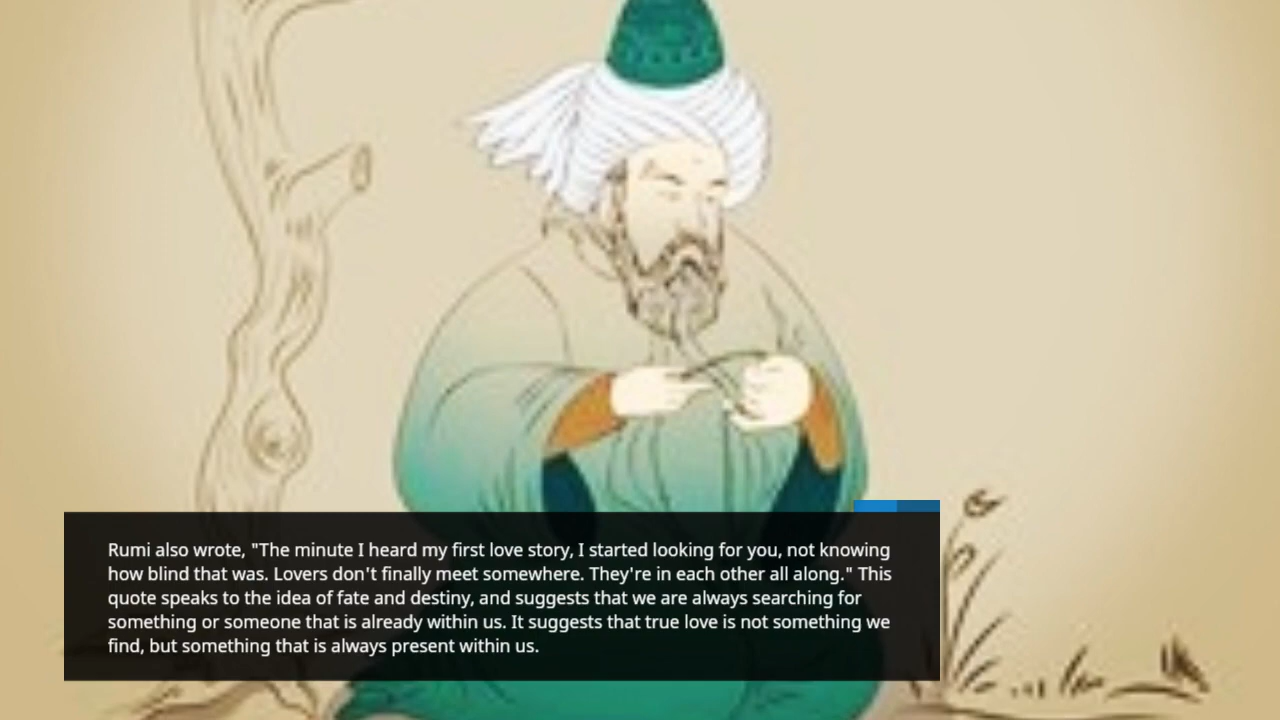 Rumi also wrote, "The minute I heard my first love story, I started looking for you, not knowing
how blind that was. Lovers don't finally meet somewhere. They're in each other all along." This
quote speaks to the idea of fate and destiny, and suggests that we are always searching for
something or someone that is already within us. It suggests that true love is not something we
find, but something that is always present within us.